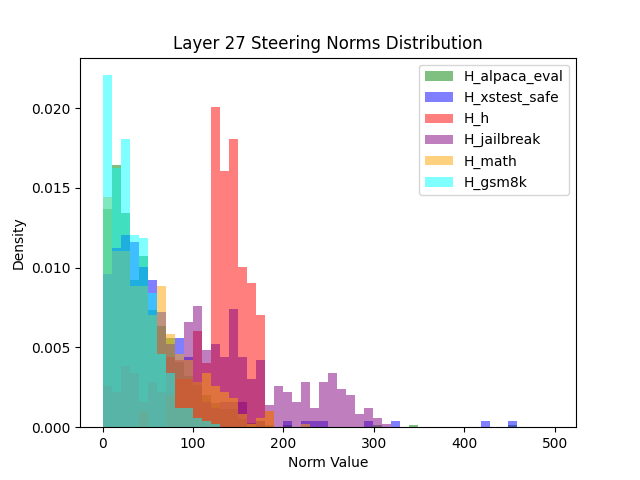 Layer 27 Steering Norms Distribution
H_alpaca_eval
H_xstest_safe
H_h
H_jailbreak
H_math
H_gsm8k
0.020
0.015
0.010
0.005
0.000
Density
0 100 200 300 400 500
Norm Value